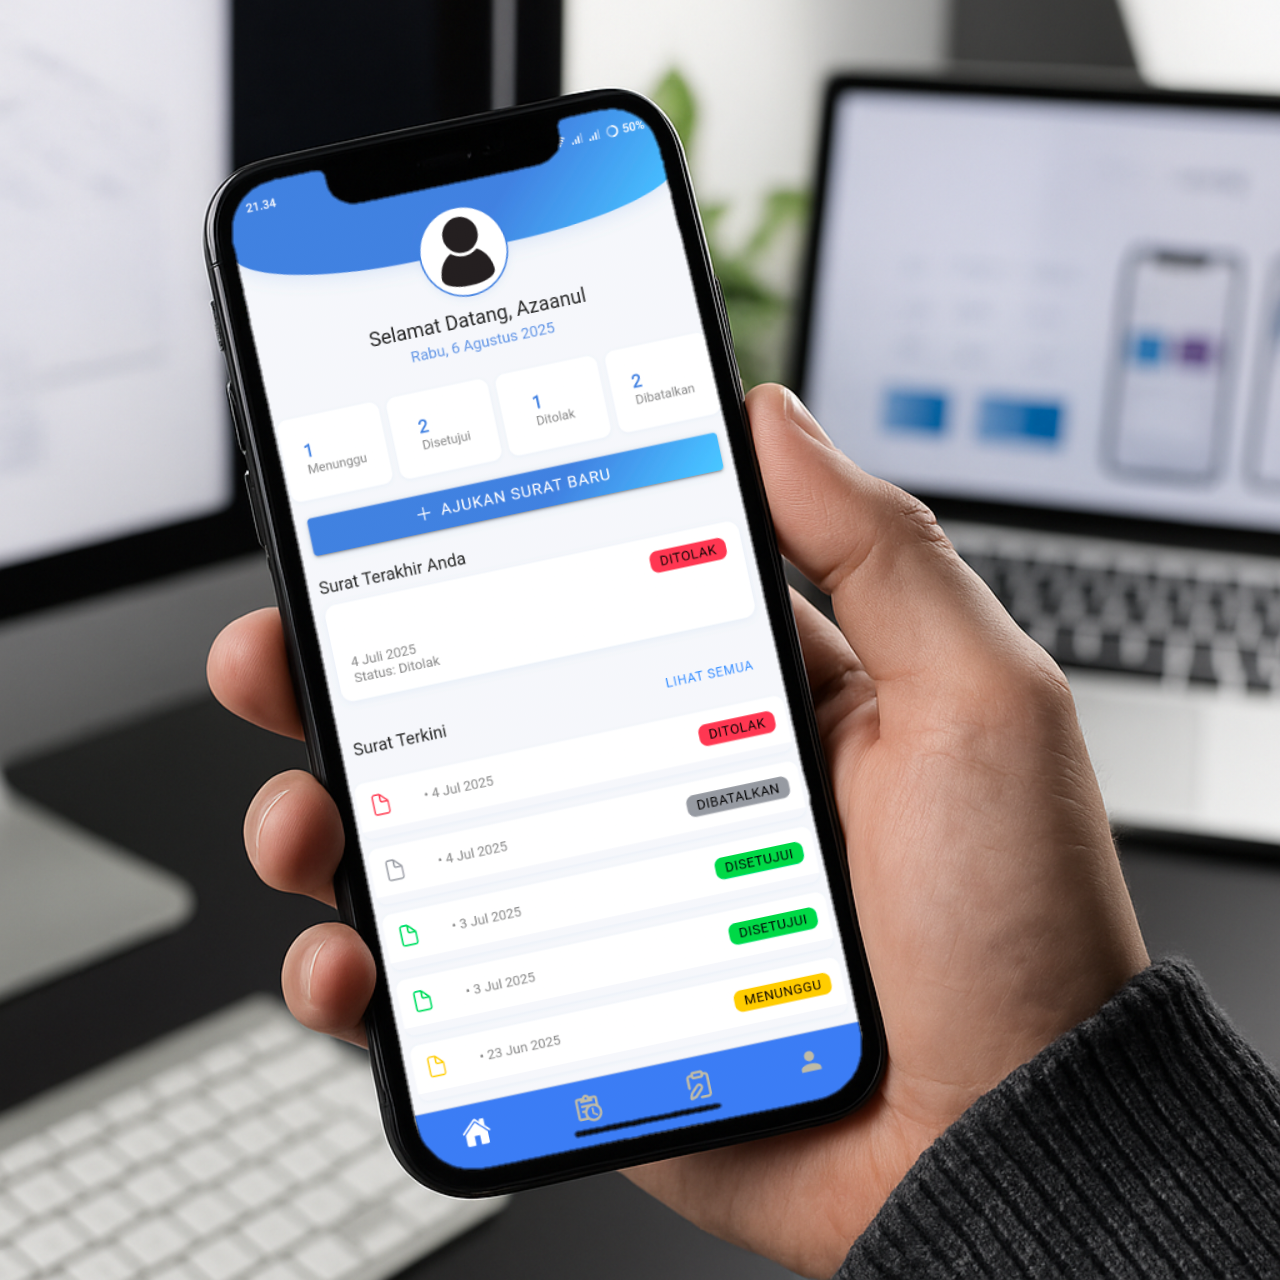 21.34
50%
Selamat Datang, Azaanul
Rabu, 6 Agustus 2025
1
Menunggu
2
Disetujui
1
Ditolak
2
Dibatalkan
+ AJUKAN SURAT BARU
Surat Terakhir Anda
DITOLAK
4 Juli 2025
Status: Ditolak
LIHAT SEMUA
Surat Terkini
• 4 Jul 2025
DITOLAK
• 4 Jul 2025
DIBATALKAN
• 3 Jul 2025
DISETUJUI
• 3 Jul 2025
DISETUJUI
• 23 Jun 2025
MENUNGGU